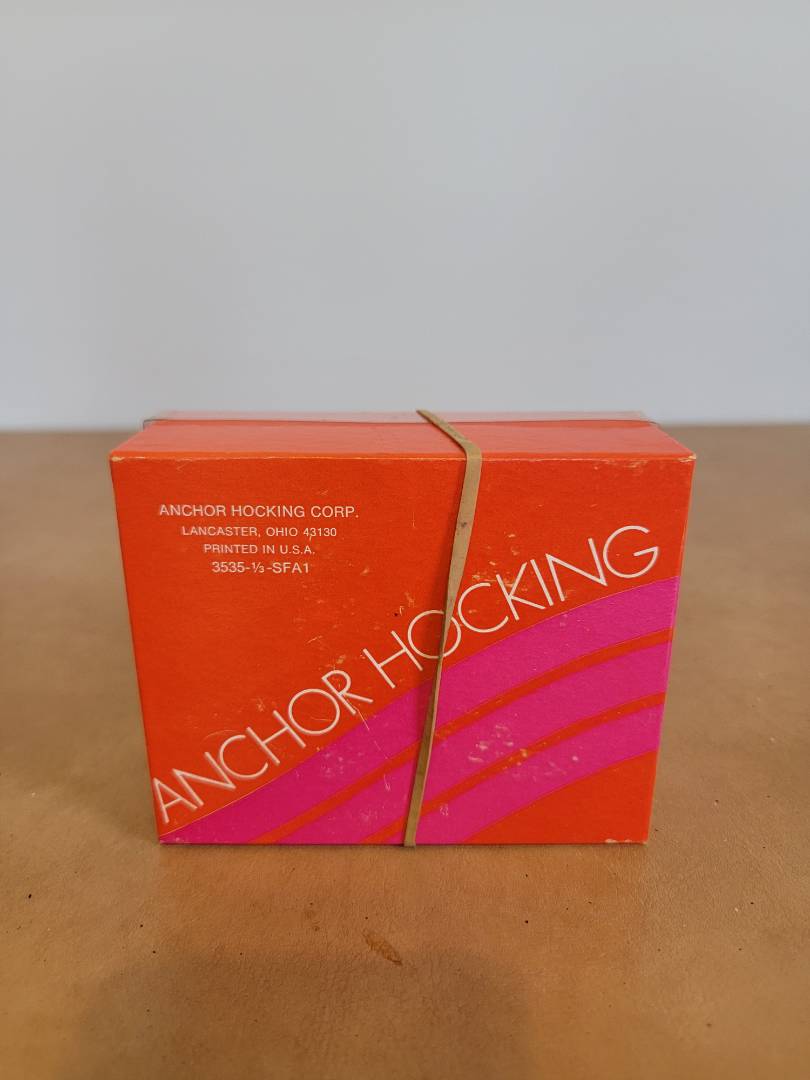 ANCHOR HOCKING CORP.
LANCASTER, OHIO 43130
PRINTED IN U.S.A.
3535-⅓-SFA1
ANCHOR HOCKING